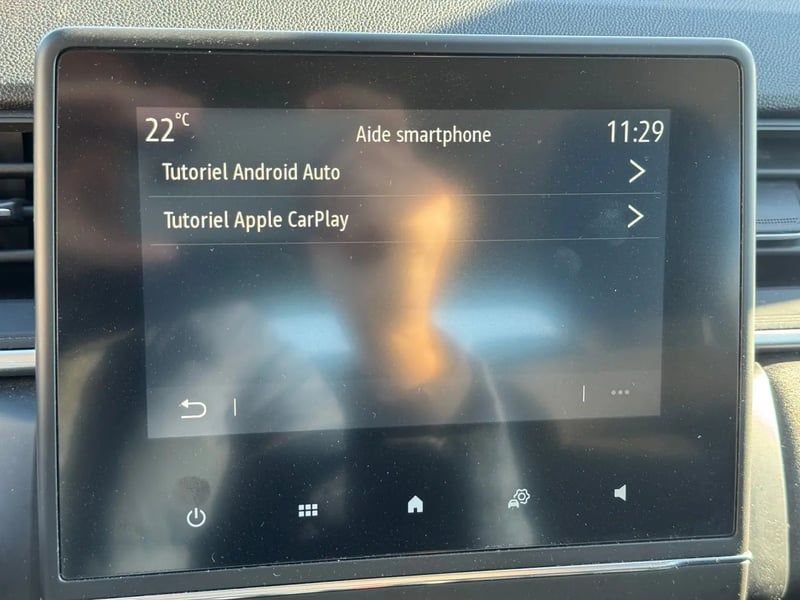 22°C
Aide smartphone
11:29
Tutoriel Android Auto
Tutoriel Apple CarPlay